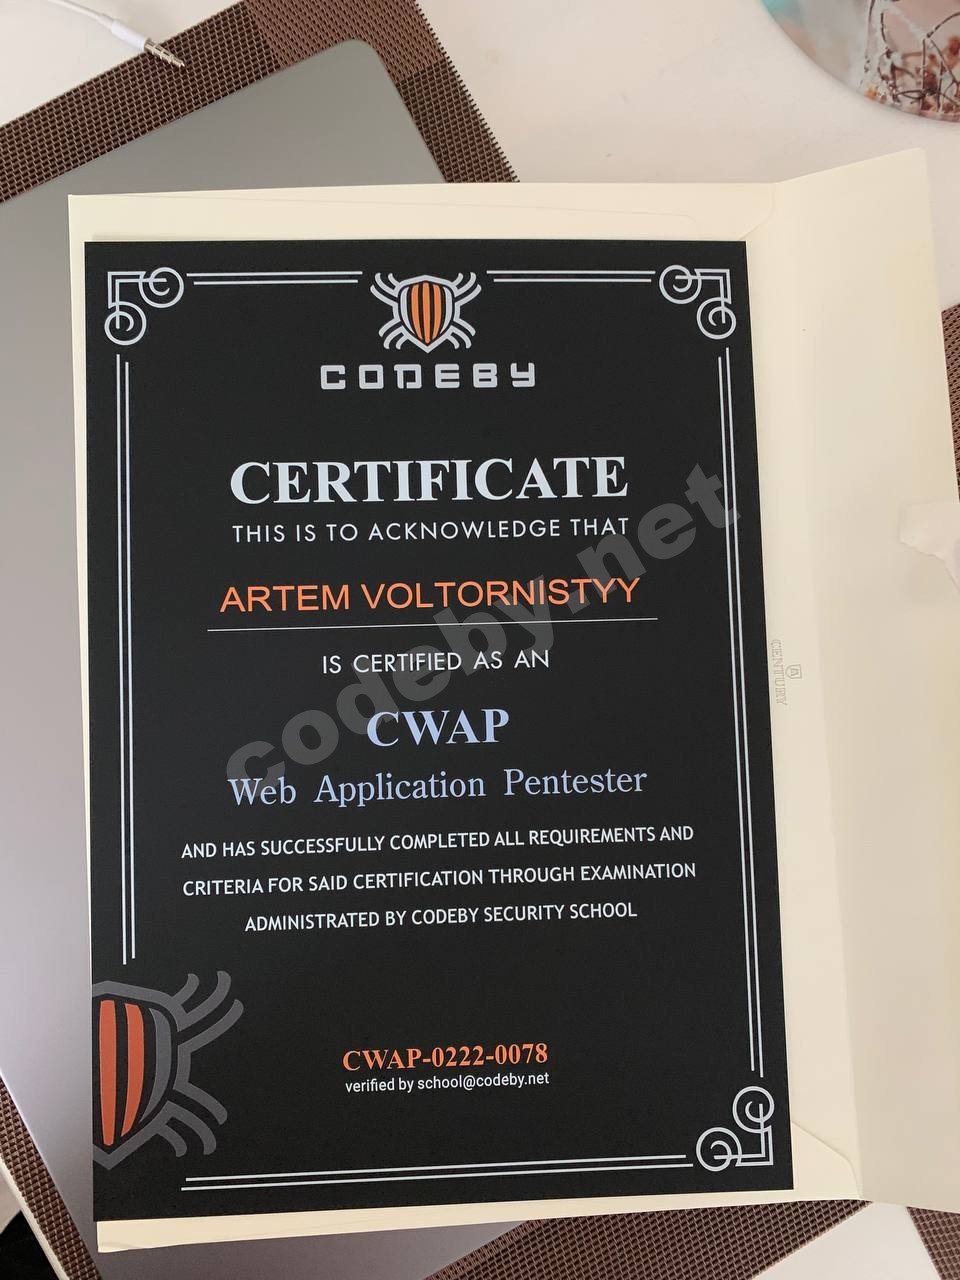 CODEBY
CERTIFICATE
THIS IS TO ACKNOWLEDGE THAT
ARTEM VOLTORNISTYY
IS CERTIFIED AS AN
CWAP
Web Application Pentester
AND HAS SUCCESSFULLY COMPLETED ALL REQUIREMENTS AND
CRITERIA FOR SAID CERTIFICATION THROUGH EXAMINATION
ADMINISTRATED BY CODEBY SECURITY SCHOOL
CWAP-0222-0078
verified by school@codeby.net
codeby.net
CENTURY